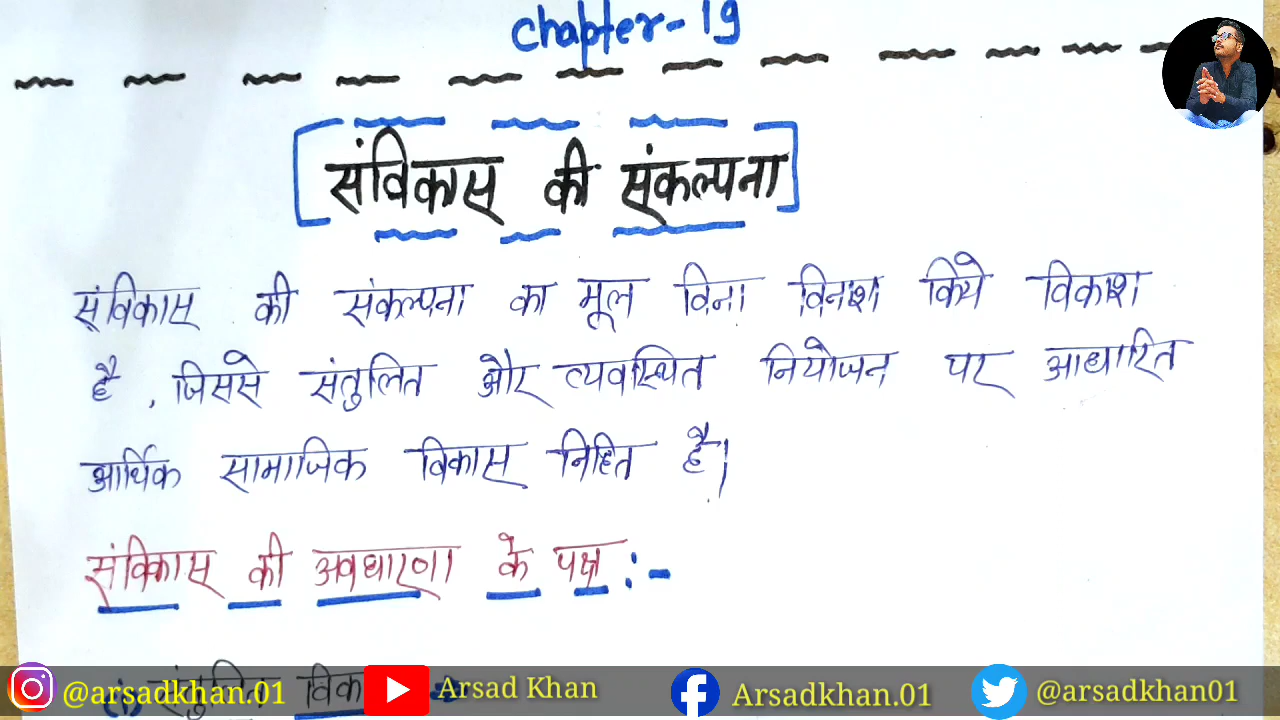 chapter-19
संविकास की संकल्पना
संविकास की संकल्पना का मूल विना विनाश किये विकाश
है, जिससे संतुलित और व्यवस्थित नियोजन पर आधारित
आर्थिक सामाजिक विकास निहित है।
संविकास की अवधारणा के पक्ष :-
@arsadkhan.01 Arsad Khan Arsadkhan.01 @arsadkhan01